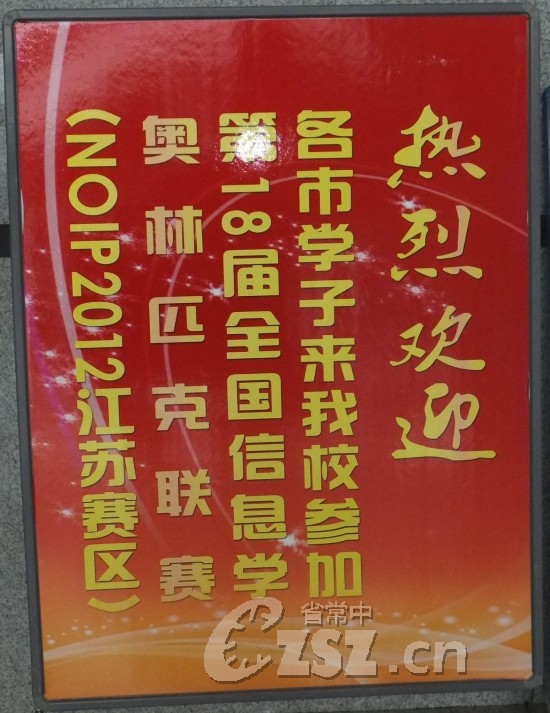 热烈欢迎
各市学子来我校参加
第18届全国信息学
奥林匹克联赛
(NOIP2012江苏赛区)
省常中
CZSZ.cn